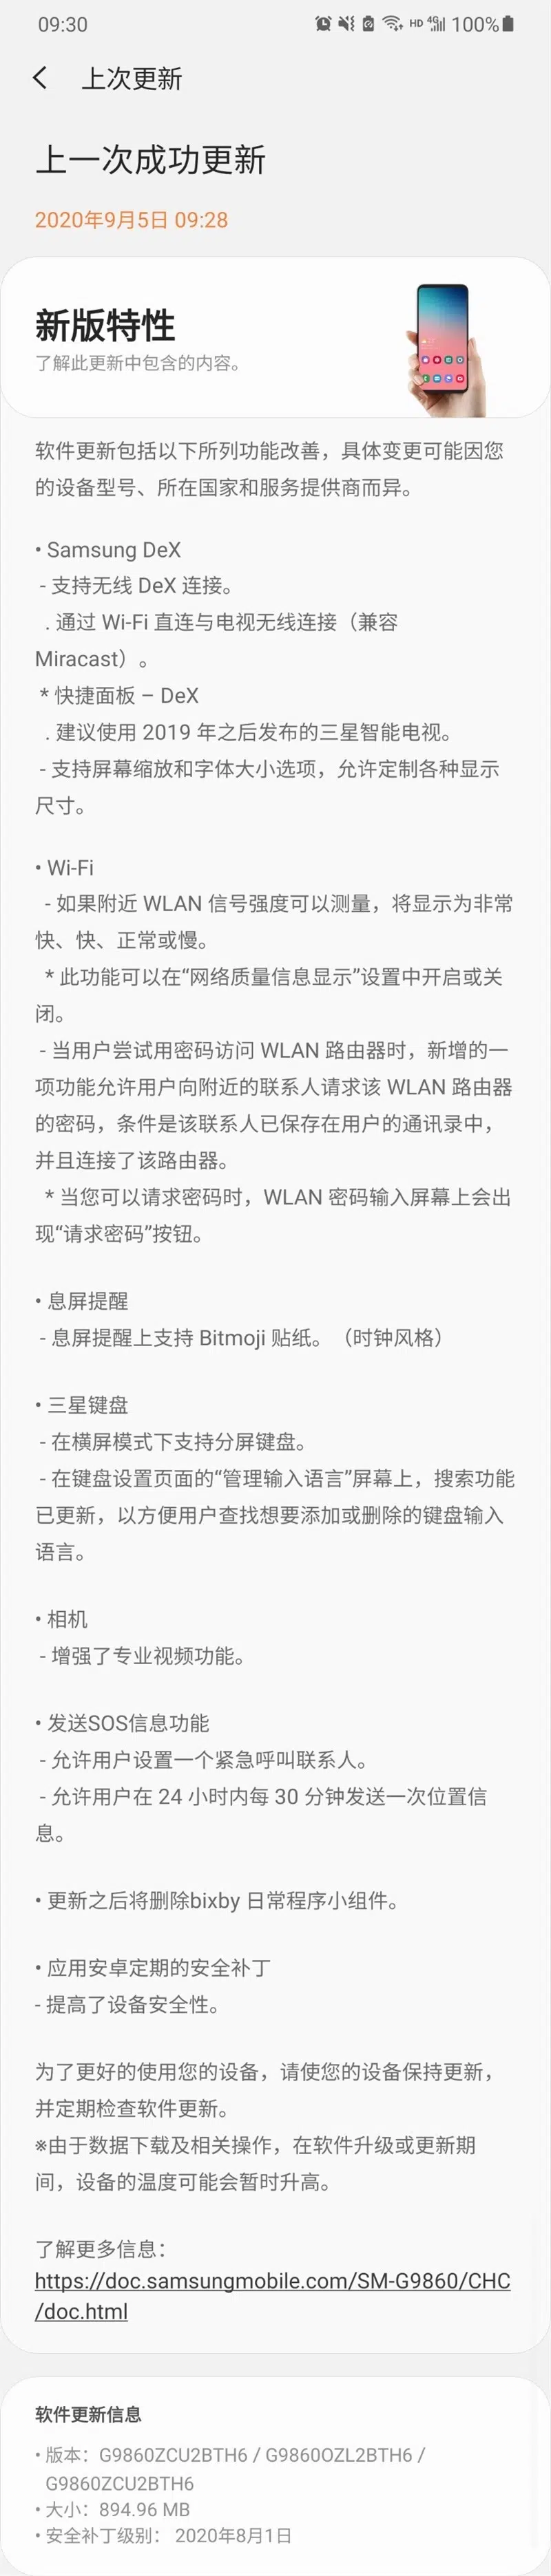 09:30
HD 4G 100%
上次更新
上一次成功更新
2020年9月5日 09:28
新版特性
了解此更新中包含的内容。
软件更新包括以下所列功能改善，具体变更可能因您
的设备型号、所在国家和服务提供商而异。
• Samsung DeX
- 支持无线 DeX 连接。
. 通过 Wi-Fi 直连与电视无线连接（兼容
Miracast）。
* 快捷面板 – DeX
. 建议使用 2019 年之后发布的三星智能电视。
- 支持屏幕缩放和字体大小选项，允许定制各种显示
尺寸。
• Wi-Fi
- 如果附近 WLAN 信号强度可以测量，将显示为非常
快、快、正常或慢。
* 此功能可以在“网络质量信息显示”设置中开启或关
闭。
- 当用户尝试用密码访问 WLAN 路由器时，新增的一
项功能允许用户向附近的联系人请求该 WLAN 路由器
的密码，条件是该联系人已保存在用户的通讯录中，
并且连接了该路由器。
* 当您可以请求密码时，WLAN 密码输入屏幕上会出
现“请求密码”按钮。
• 息屏提醒
- 息屏提醒上支持 Bitmoji 贴纸。（时钟风格）
• 三星键盘
- 在横屏模式下支持分屏键盘。
- 在键盘设置页面的“管理输入语言”屏幕上，搜索功能
已更新，以方便用户查找想要添加或删除的键盘输入
语言。
• 相机
- 增强了专业视频功能。
• 发送SOS信息功能
- 允许用户设置一个紧急呼叫联系人。
- 允许用户在 24 小时内每 30 分钟发送一次位置信
息。
• 更新之后将删除bixby 日常程序小组件。
• 应用安卓定期的安全补丁
- 提高了设备安全性。
为了更好的使用您的设备，请使您的设备保持更新，
并定期检查软件更新。
※由于数据下载及相关操作，在软件升级或更新期
间，设备的温度可能会暂时升高。
了解更多信息：
https://doc.samsungmobile.com/SM-G9860/CHC
/doc.html
软件更新信息
• 版本：G9860ZCU2BTH6 / G9860OZL2BTH6 /
G9860ZCU2BTH6
• 大小：894.96 MB
• 安全补丁级别： 2020年8月1日